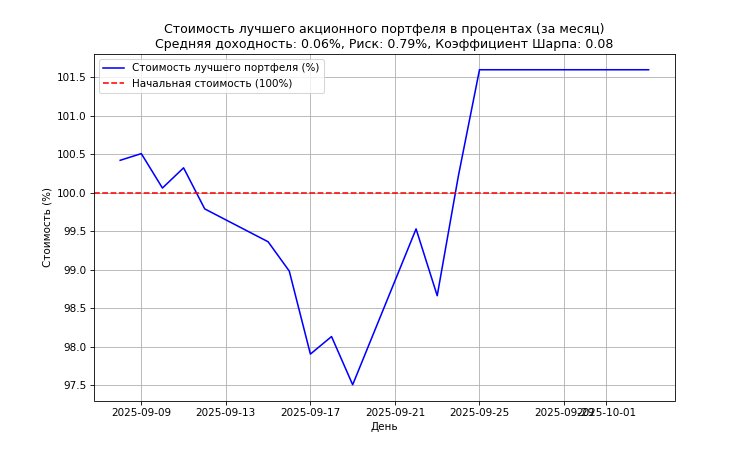 Стоимость лучшего акционного портфеля в процентах (за месяц)
Средняя доходность: 0.06%, Риск: 0.79%, Коэффициент Шарпа: 0.08
Стоимость лучшего портфеля (%)
Начальная стоимость (100%)
Стоимость (%)
101.5
101.0
100.5
100.0
99.5
99.0
98.5
98.0
97.5
2025-09-09
2025-09-13
2025-09-17
2025-09-21
2025-09-25
2025-09-29
2025-10-01
День